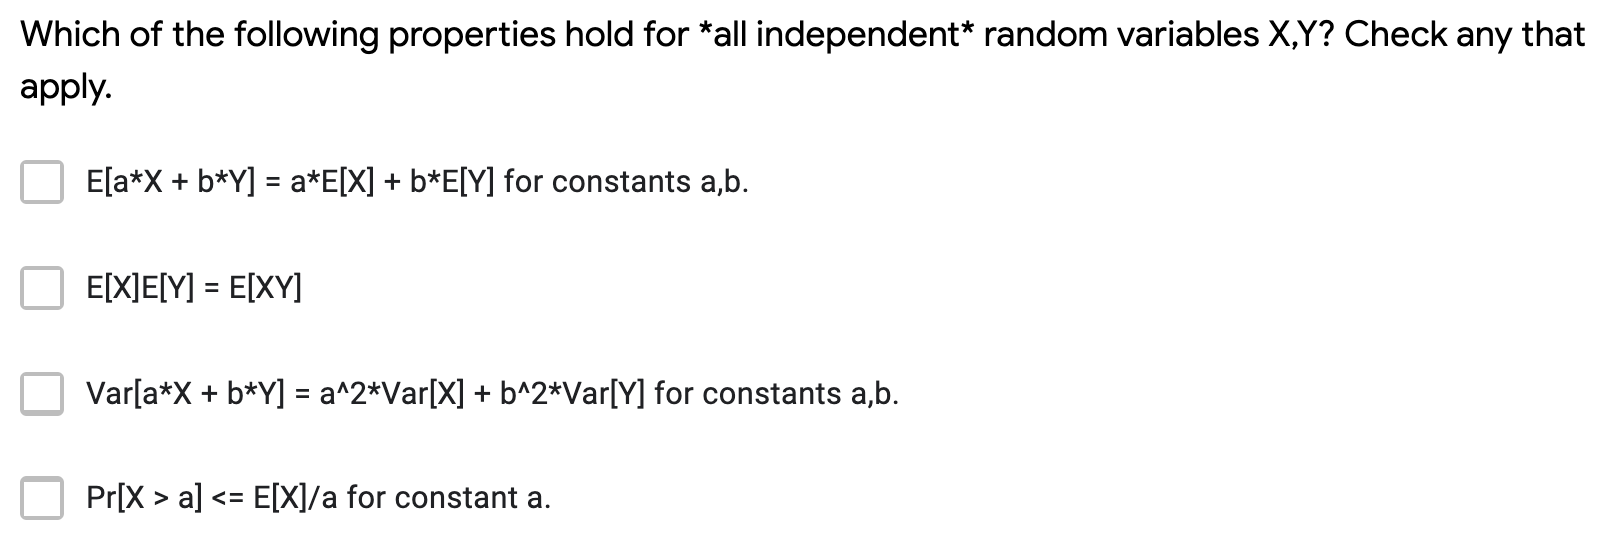 Which of the following properties hold for *all independent* random variables X,Y? Check any that
apply.
E[a*X + b*Y] = a*E[X] + b*E[Y] for constants a,b.
E[X]E[Y] = E[XY]
Var[a*X + b*Y] = a^2*Var[X] + b^2*Var[Y] for constants a,b.
Pr[X > a] <= E[X]/a for constant a.